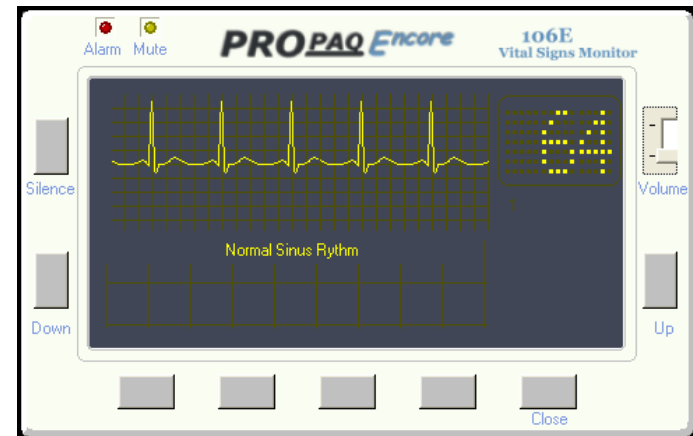 PROPAQ Encore
106E
Vital Signs Monitor
Alarm Mute
64
Silence
Volume
Normal Sinus Rythm
Down
Up
Close